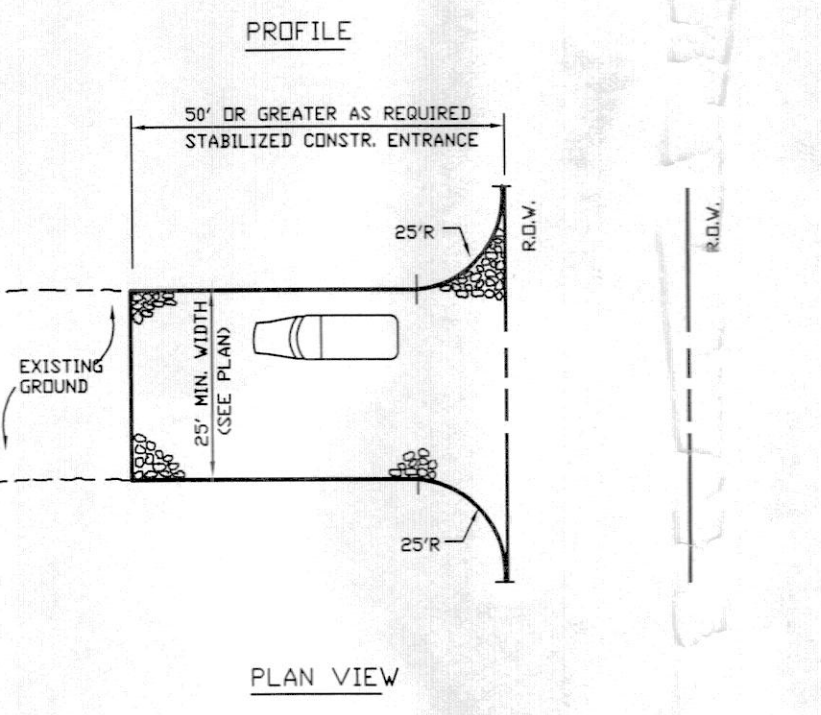 PROFILE
50' OR GREATER AS REQUIRED
STABILIZED CONSTR. ENTRANCE
25'R
R.O.W.
R.O.W.
EXISTING
GROUND
25' MIN. WIDTH
(SEE PLAN)
25'R
PLAN VIEW